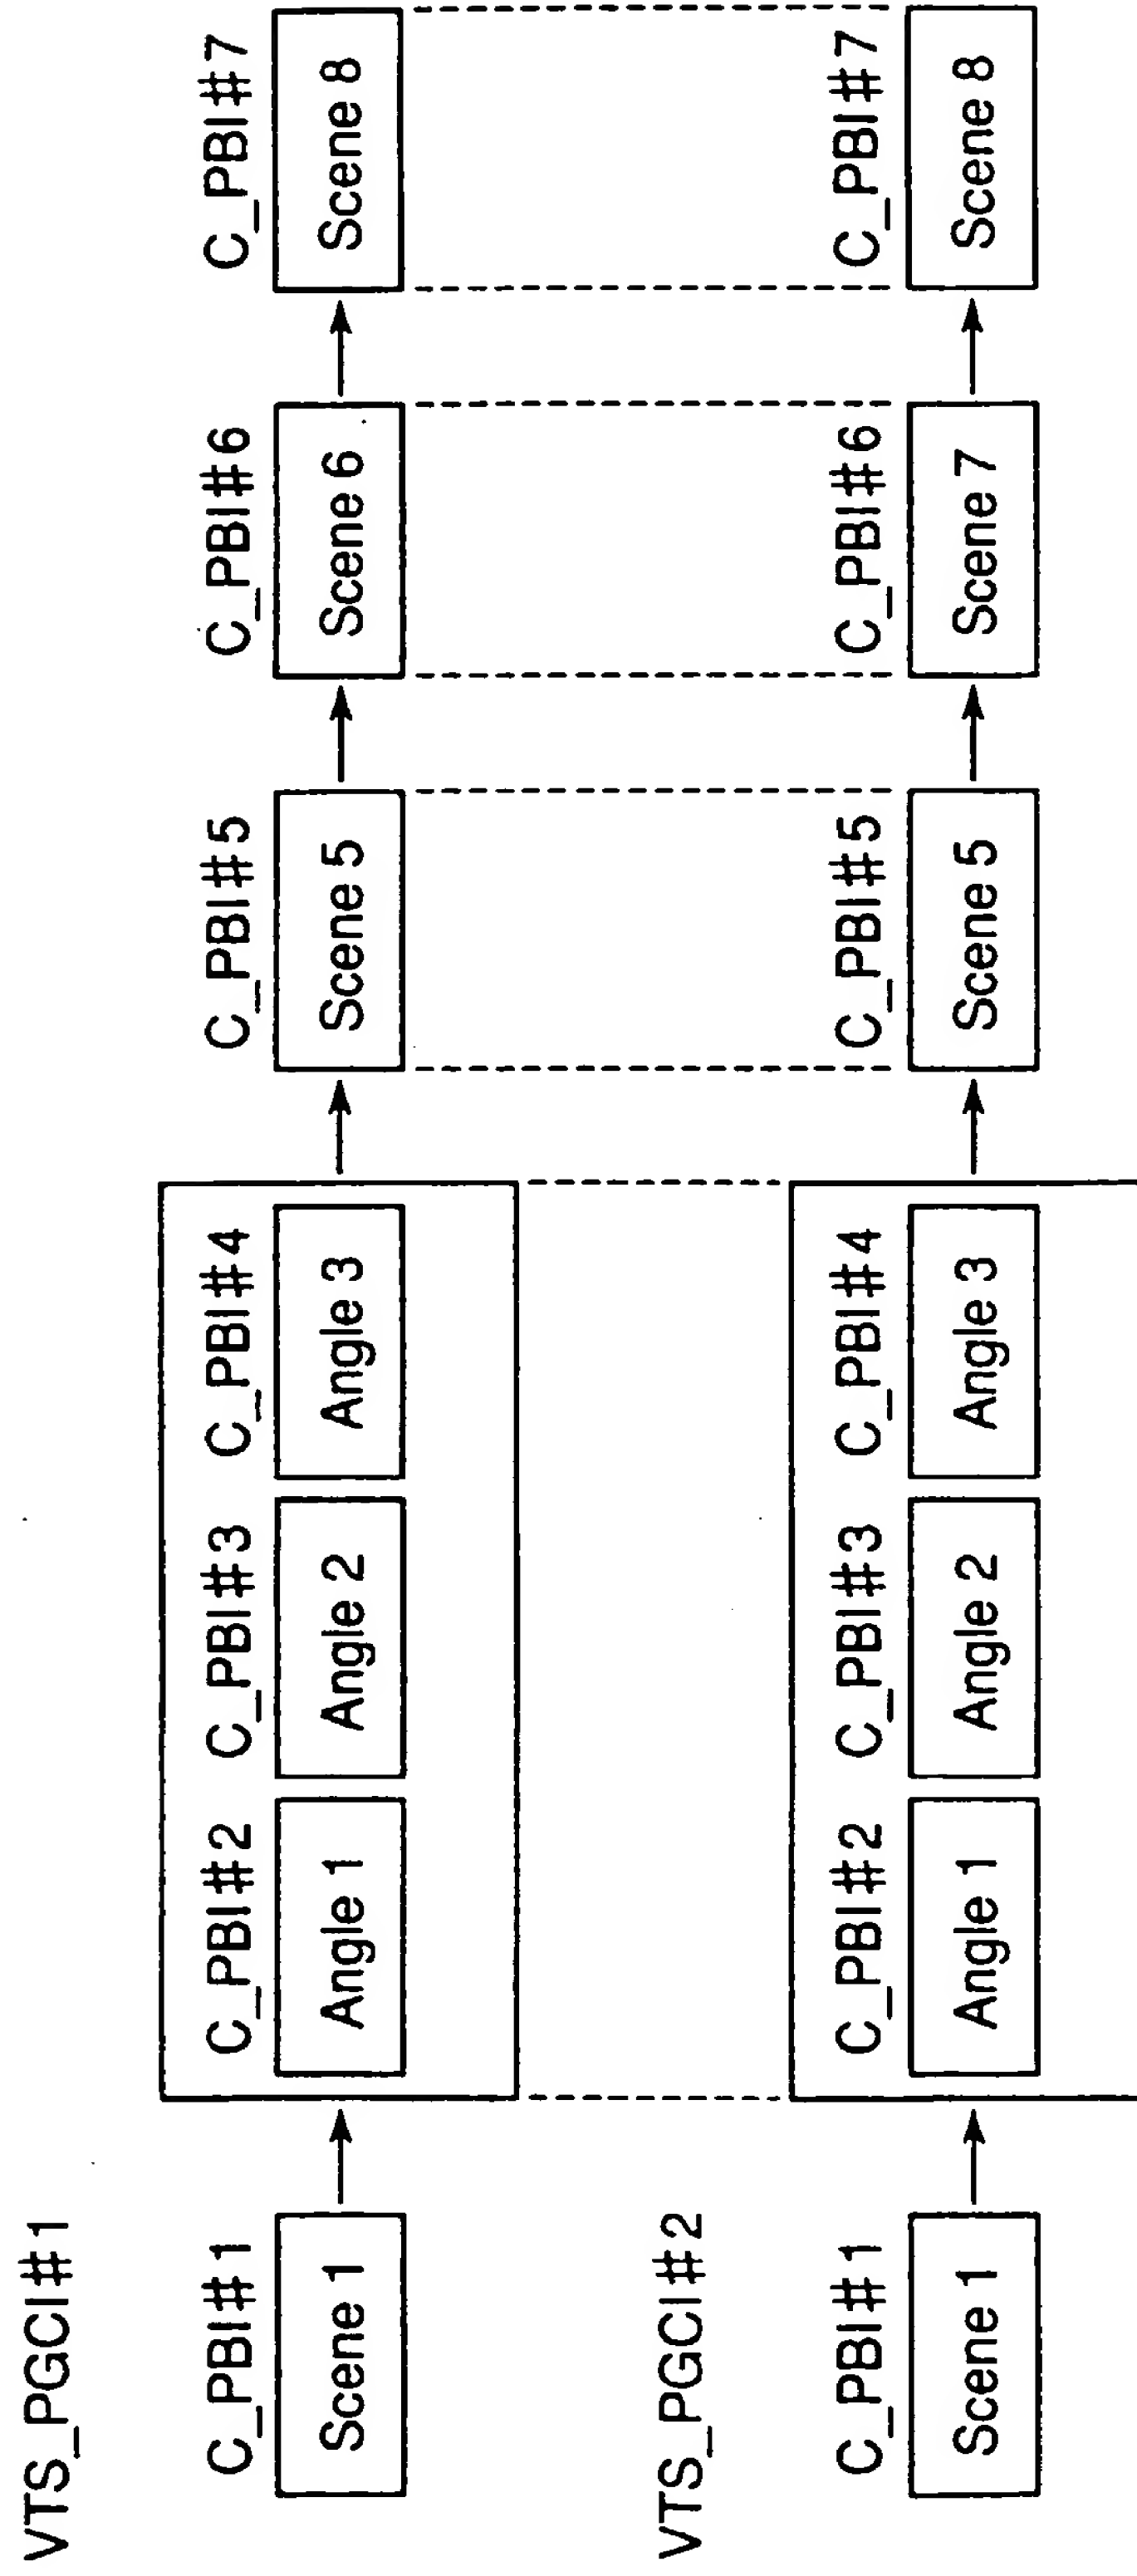 VTS_PGCI#1
C_PBI#1
Scene 1
C_PBI#2
Angle 1
C_PBI#3
Angle 2
C_PBI#4
Angle 3
C_PBI#5
Scene 5
C_PBI#6
Scene 6
C_PBI#7
Scene 8
VTS_PGCI#2
C_PBI#1
Scene 1
C_PBI#2
Angle 1
C_PBI#3
Angle 2
C_PBI#4
Angle 3
C_PBI#5
Scene 5
C_PBI#6
Scene 7
C_PBI#7
Scene 8